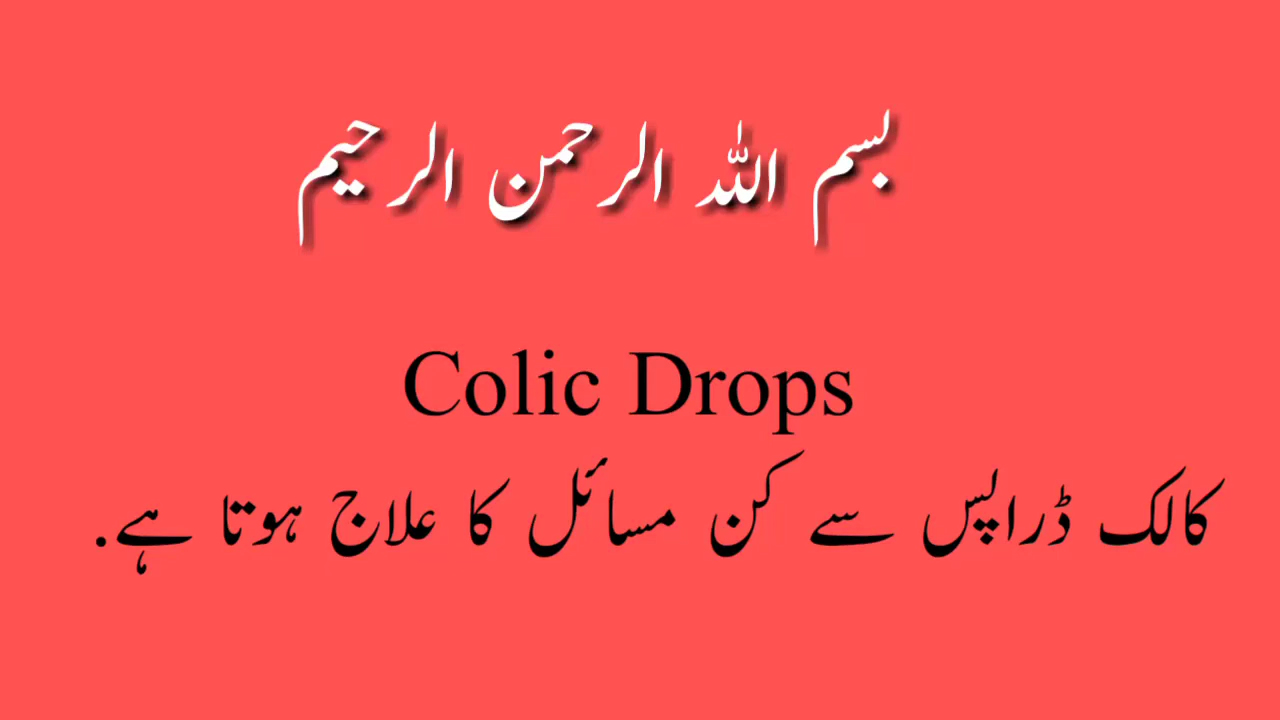 بسم اللہ الرحمن الرحیم
Colic Drops
کالک ڈراپس سے کن مسائل کا علاج ہوتا ہے.